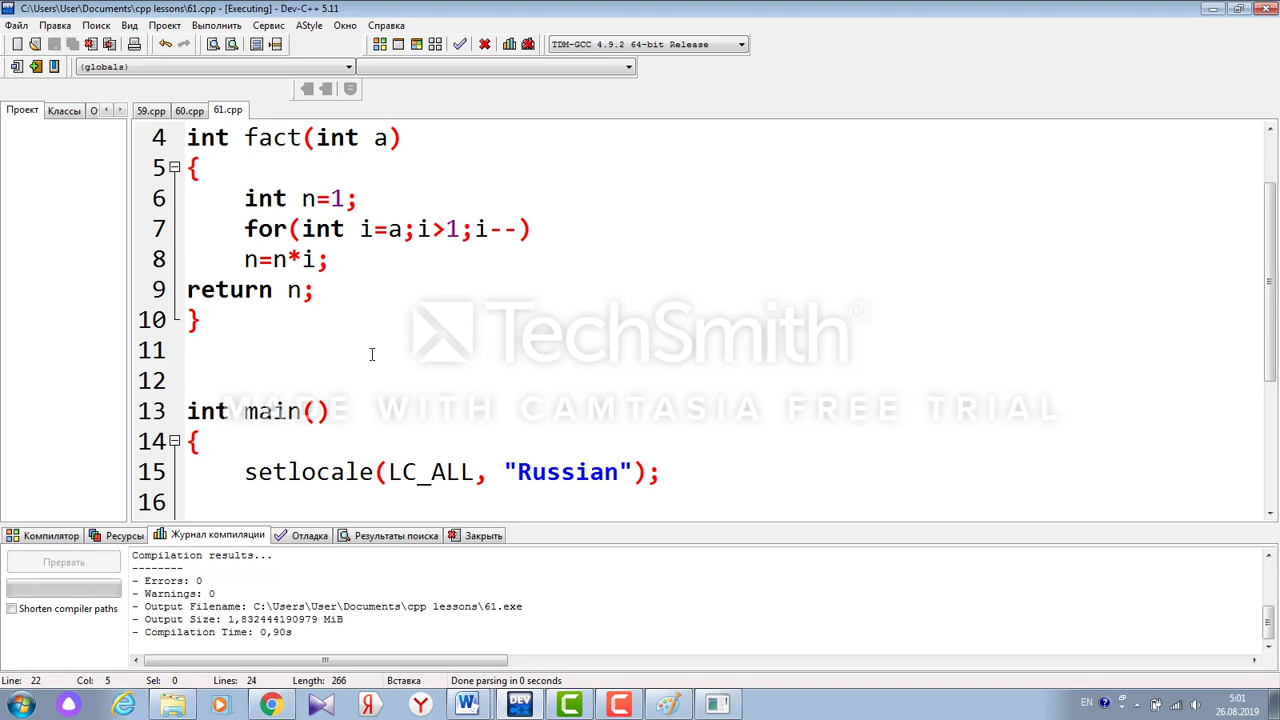 C:\Users\User\Documents\cpp lessons\61.cpp - [Executing] - Dev-C++ 5.11
Файл Правка Поиск Вид Проект Выполнить Сервис AStyle Окно Справка
TDM-GCC 4.9.2 64-bit Release
(globals)
Проект Классы О 59.cpp 60.cpp 61.cpp
4 int fact(int a)
5 {
6 int n=1;
7 for(int i=a;i>1;i--)
8 n=n*i;
9 return n;
10 }
11
12
13 int main()
14 {
15 setlocale(LC_ALL, "Russian");
16
TechSmith®
MADE WITH CAMTASIA FREE TRIAL
Компилятор Ресурсы Журнал компиляции Отладка Результаты поиска Закрыть
Прервать
Shorten compiler paths
Compilation results...
--------
- Errors: 0
- Warnings: 0
- Output Filename: C:\Users\User\Documents\cpp lessons\61.exe
- Output Size: 1,832444190979 MiB
- Compilation Time: 0,90s
Line: 22 Col: 5 Sel: 0 Lines: 24 Length: 266 Вставка Done parsing in 0 seconds
EN 5:01
26.08.2019